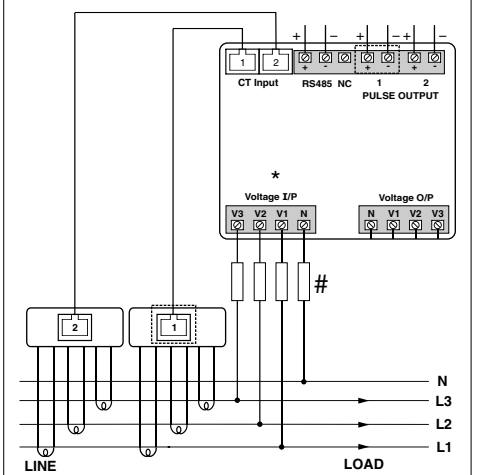 + − + − + −
1 2
+ - + - + -
CT Input RS485 NC 1 2
PULSE OUTPUT
*
Voltage I/P Voltage O/P
V3 V2 V1 N N V1 V2 V3
#
2 1
N
L3
L2
L1
LINE LOAD